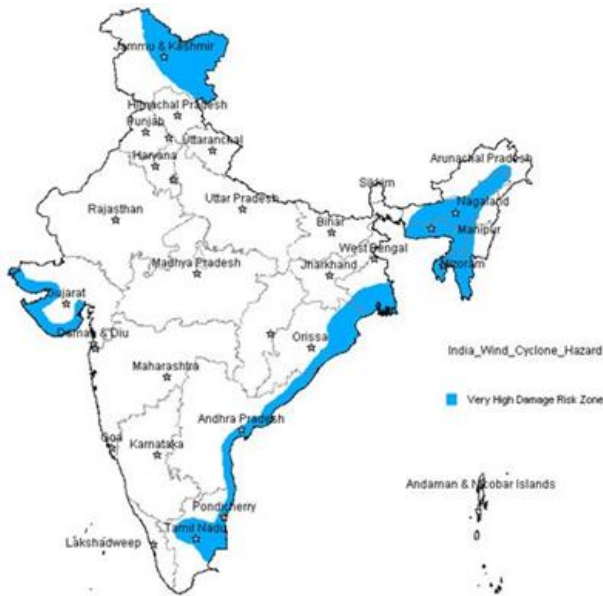 Jammu & Kashmir
Himachal Pradesh
Punjab
Uttaranchal
Haryana
Arunachal Pradesh
Sikkim
Rajasthan
Uttar Pradesh
Nagaland
Bihar
Manipur
West Bengal
Madhya Pradesh
Jharkhand
Mizoram
Gujarat
Daman & Diu
Orissa
India_Wind_Cyclone_Hazard
Maharashtra
Very High Damage Risk Zone
Andhra Pradesh
Goa
Karnataka
Andaman & Nicobar Islands
Pondicherry
Tamil Nadu
Lakshadweep